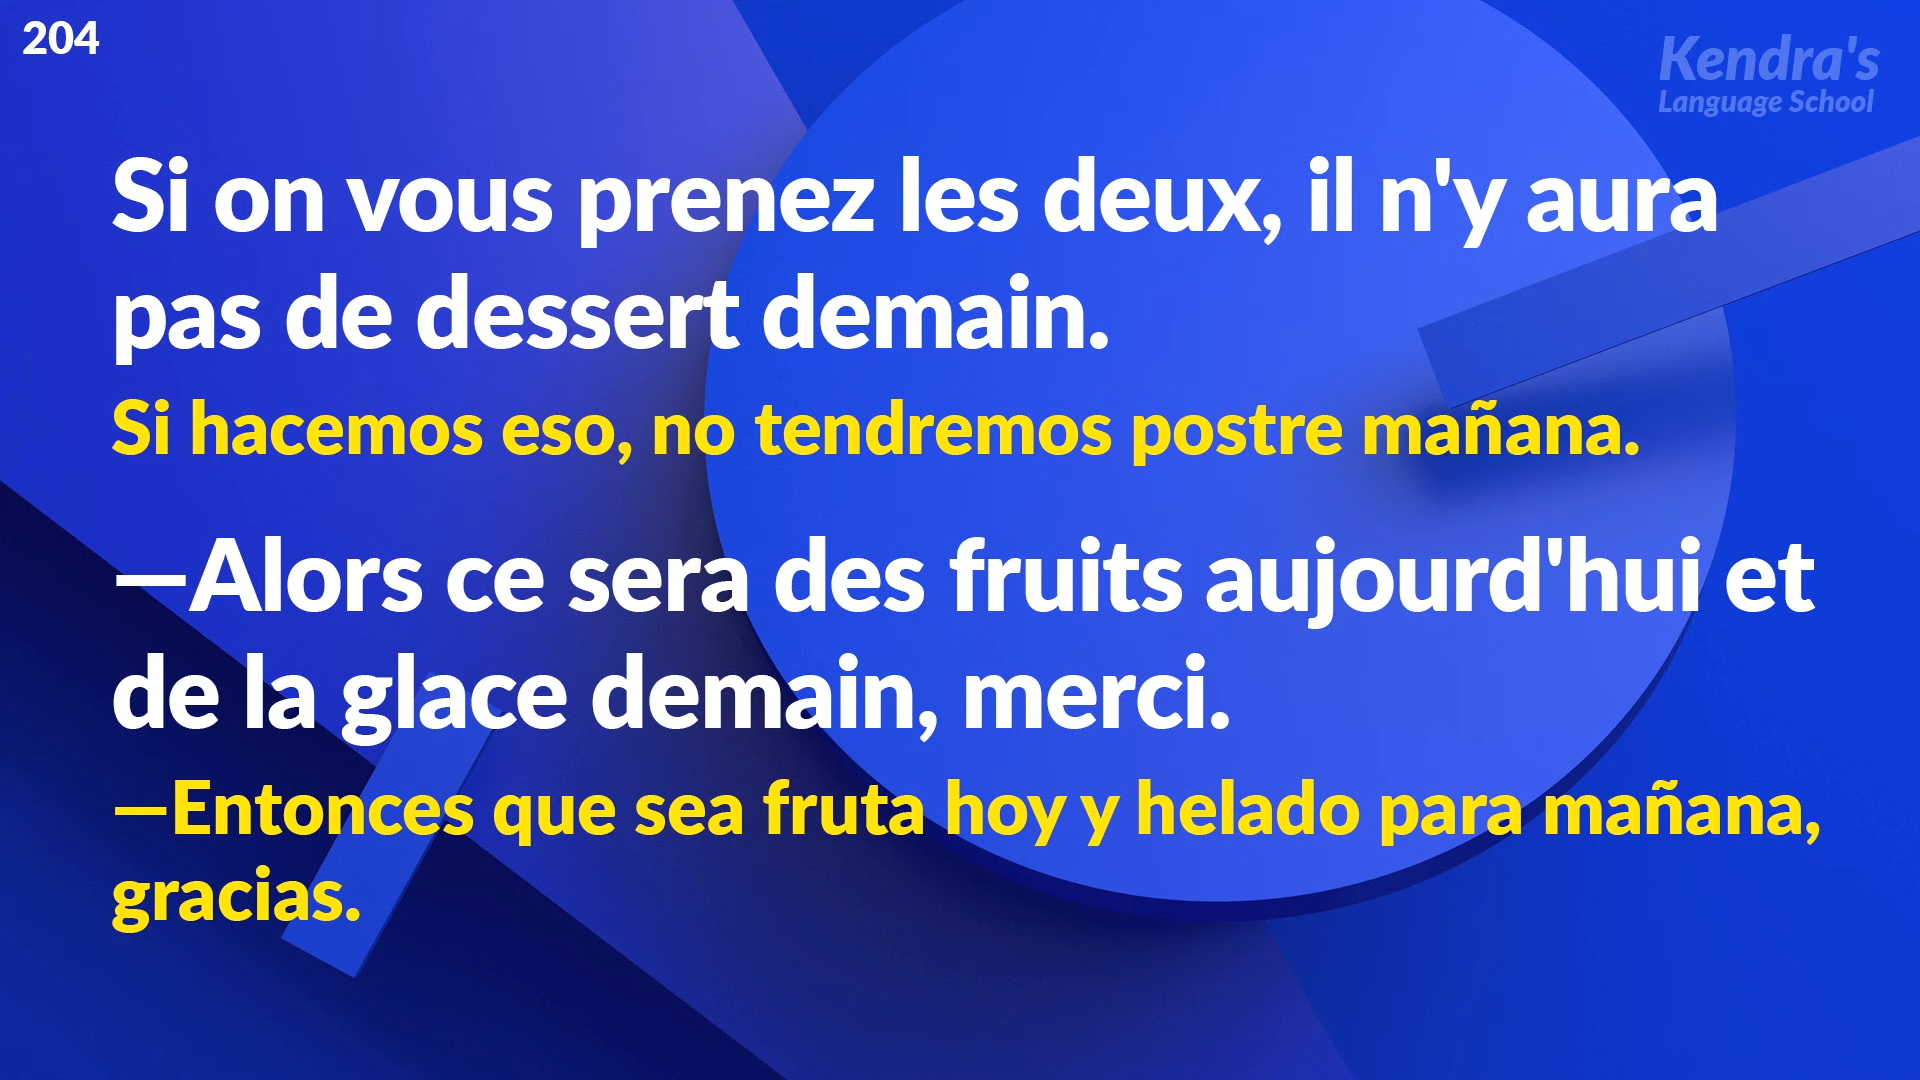 204
Kendra's
Language School
Si on vous prenez les deux, il n'y aura
pas de dessert demain.
Si hacemos eso, no tendremos postre mañana.
—Alors ce sera des fruits aujourd'hui et
de la glace demain, merci.
—Entonces que sea fruta hoy y helado para mañana,
gracias.